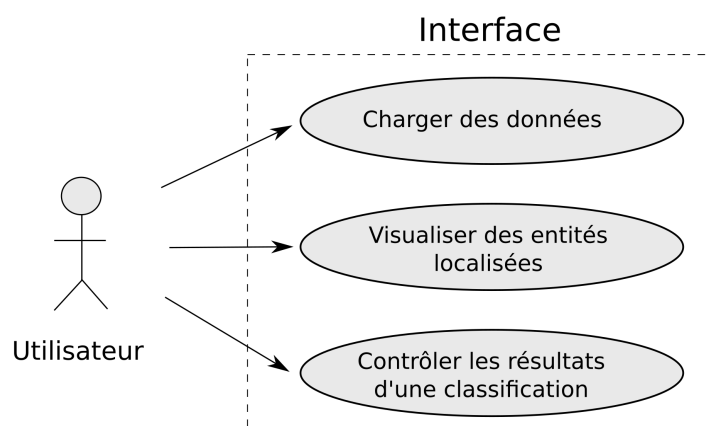 Interface
Charger des données
Visualiser des entités
localisées
Utilisateur
Contrôler les résultats
d'une classification